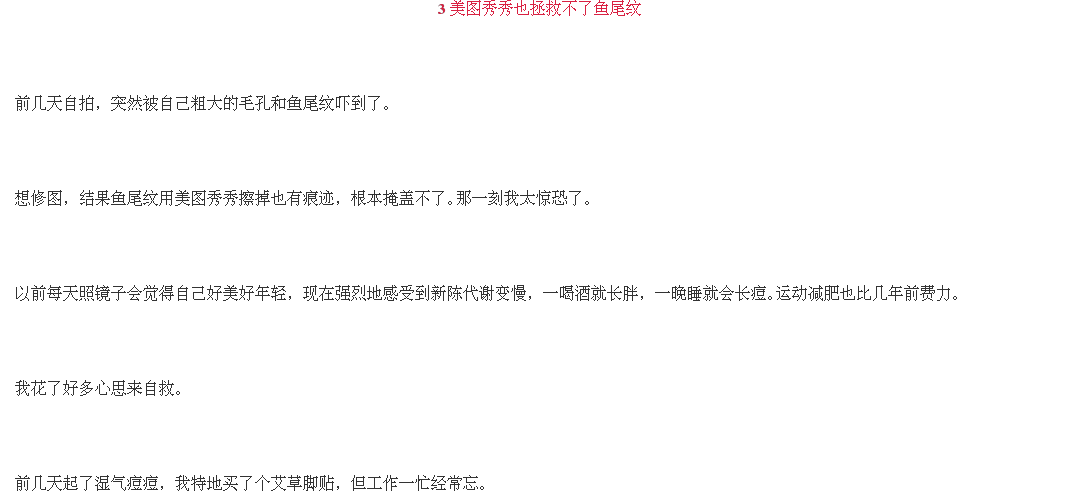 3 美图秀秀也拯救不了鱼尾纹
前几天自拍，突然被自己粗大的毛孔和鱼尾纹吓到了。
想修图，结果鱼尾纹用美图秀秀擦掉也有痕迹，根本掩盖不了。那一刻我太惊恐了。
以前每天照镜子会觉得自己好美好年轻，现在强烈地感受到新陈代谢变慢，一喝酒就长胖，一晚睡就会长痘。运动减肥也比几年前费力。
我花了好多心思来自救。
前几天起了湿气痘痘，我特地买了个艾草脚贴，但工作一忙经常忘。